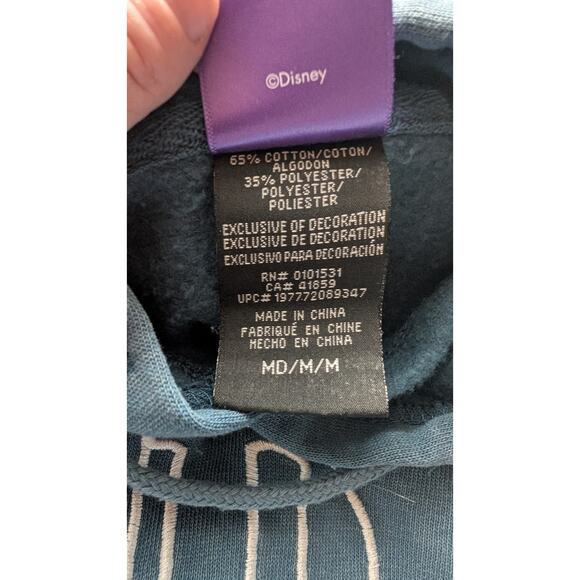 ©Disney
65% COTTON/COTON/
ALGODON
35% POLYESTER/
POLYESTER/
POLIESTER
EXCLUSIVE OF DECORATION
EXCLUSIVE DE DECORATION
EXCLUSIVO PARA DECORACIÓN
RN# 0101531
CA# 41659
UPC# 197772089347
MADE IN CHINA
FABRIQUÉ EN CHINE
HECHO EN CHINA
MD/M/M